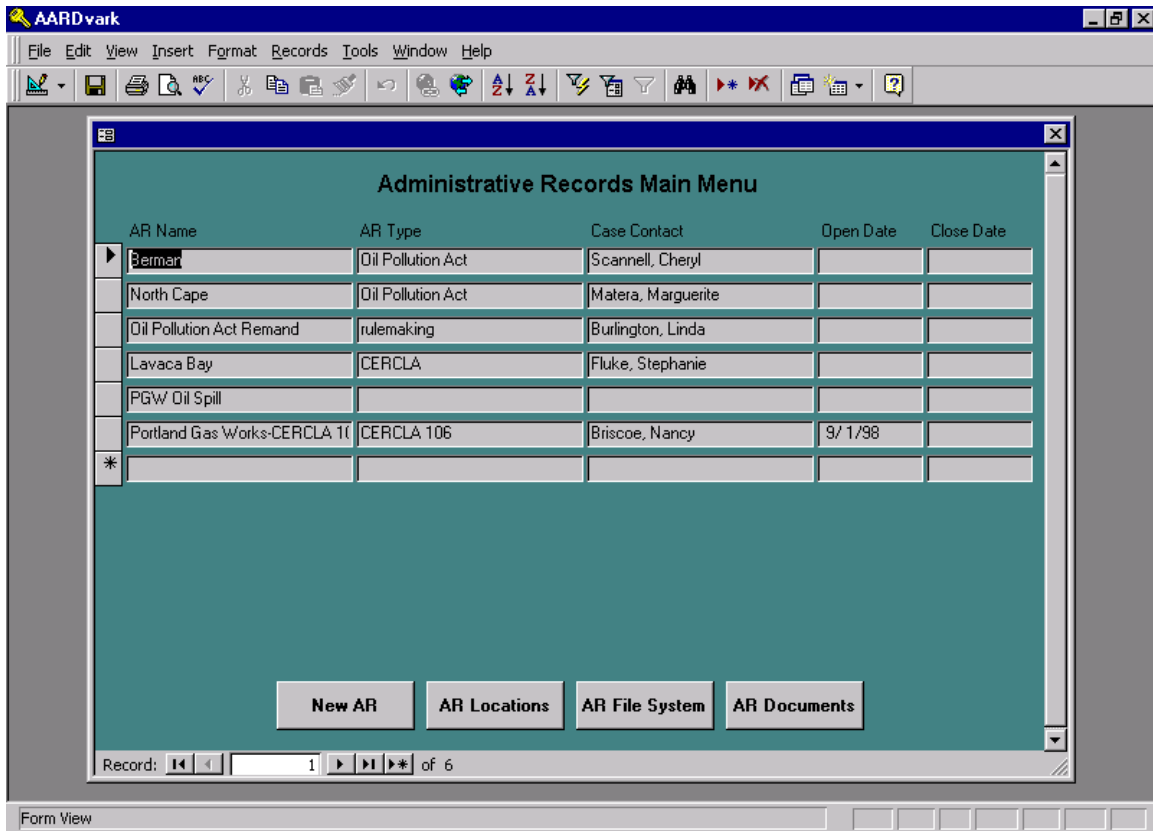 AARDvark
File Edit View Insert Format Records Tools Window Help
Administrative Records Main Menu
AR Name AR Type Case Contact Open Date Close Date
Berman Oil Pollution Act Scannell, Cheryl
North Cape Oil Pollution Act Matera, Marguerite
Oil Pollution Act Remand rulemaking Burlington, Linda
Lavaca Bay CERCLA Fluke, Stephanie
PGW Oil Spill
Portland Gas Works-CERCLA 10 CERCLA 106 Briscoe, Nancy 9/ 1/98
New AR AR Locations AR File System AR Documents
Record: 1 of 6
Form View